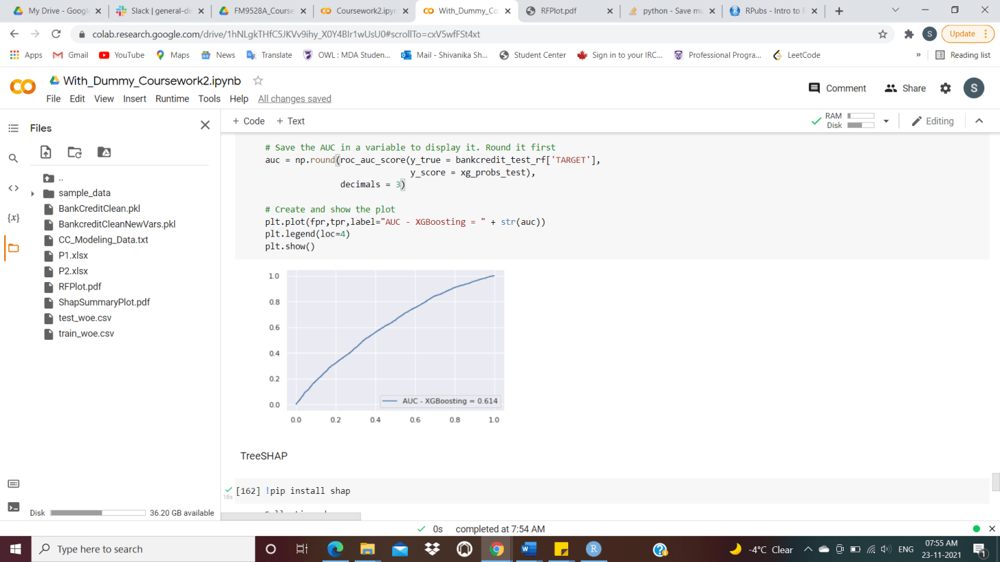 My Drive - Googl
Slack | general-di
FM9528A_Course
Coursework2.ipyn
With_Dummy_Co
RFPlot.pdf
python - Save mu
RPubs - Intro to
colab.research.google.com/drive/1hNLgkTHfC5JKVv9ihy_X0Y4BIr1wUsU0#scrollTo=cxV5wfFSt4xt
S
Update
Apps
Gmail
YouTube
Maps
News
Translate
OWL : MDA Studen...
Mail - Shivanika Sh...
Student Center
Sign in to your IRC...
Professional Progra...
LeetCode
»
Reading list
With_Dummy_Coursework2.ipynb
Comment
Share
S
File Edit View Insert Runtime Tools Help All changes saved
Files
+ Code + Text
RAM
Disk
Editing
..
sample_data
BankCreditClean.pkl
BankcreditCleanNewVars.pkl
CC_Modeling_Data.txt
P1.xlsx
P2.xlsx
RFPlot.pdf
ShapSummaryPlot.pdf
test_woe.csv
train_woe.csv
Disk
36.20 GB available
# Save the AUC in a variable to display it. Round it first
auc = np.round(roc_auc_score(y_true = bankcredit_test_rf['TARGET'],
y_score = xg_probs_test),
decimals = 3)
# Create and show the plot
plt.plot(fpr,tpr,label="AUC - XGBoosting = " + str(auc))
plt.legend(loc=4)
plt.show()
1.0
0.8
0.6
0.4
0.2
0.0
AUC - XGBoosting = 0.614
0.0 0.2 0.4 0.6 0.8 1.0
TreeSHAP
[162] !pip install shap
18s
0s completed at 7:54 AM
Type here to search
-4°C Clear
ENG
07:55 AM
23-11-2021
1